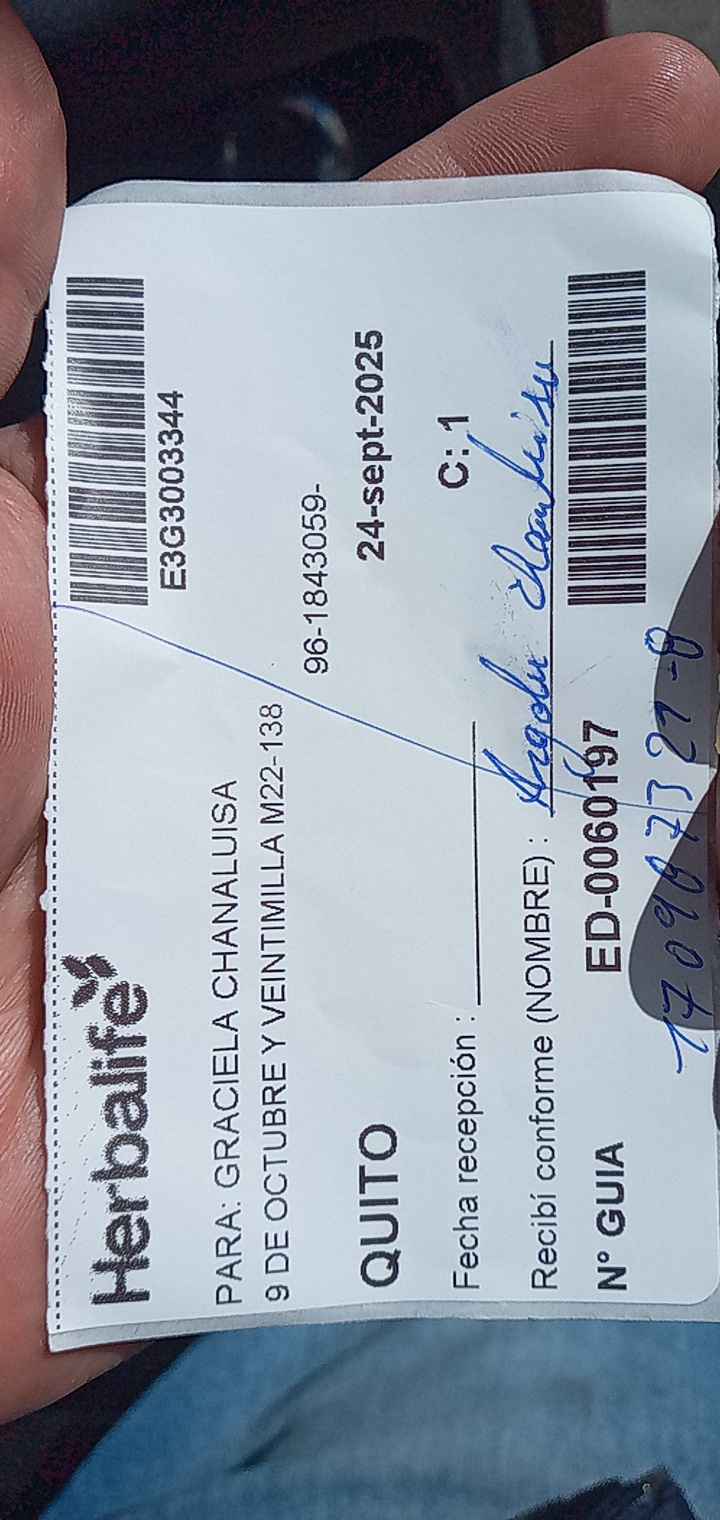 Herbalife
E3G3003344
PARA: GRACIELA CHANALUISA
9 DE OCTUBRE Y VEINTIMILLA M22-138
96-1843059-
QUITO
24-sept-2025
Fecha recepción :
C: 1
Recibí conforme (NOMBRE) :
N° GUIA
ED-0060197